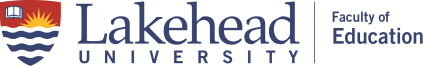 Lakehead
UNIVERSITY
Faculty of
Education